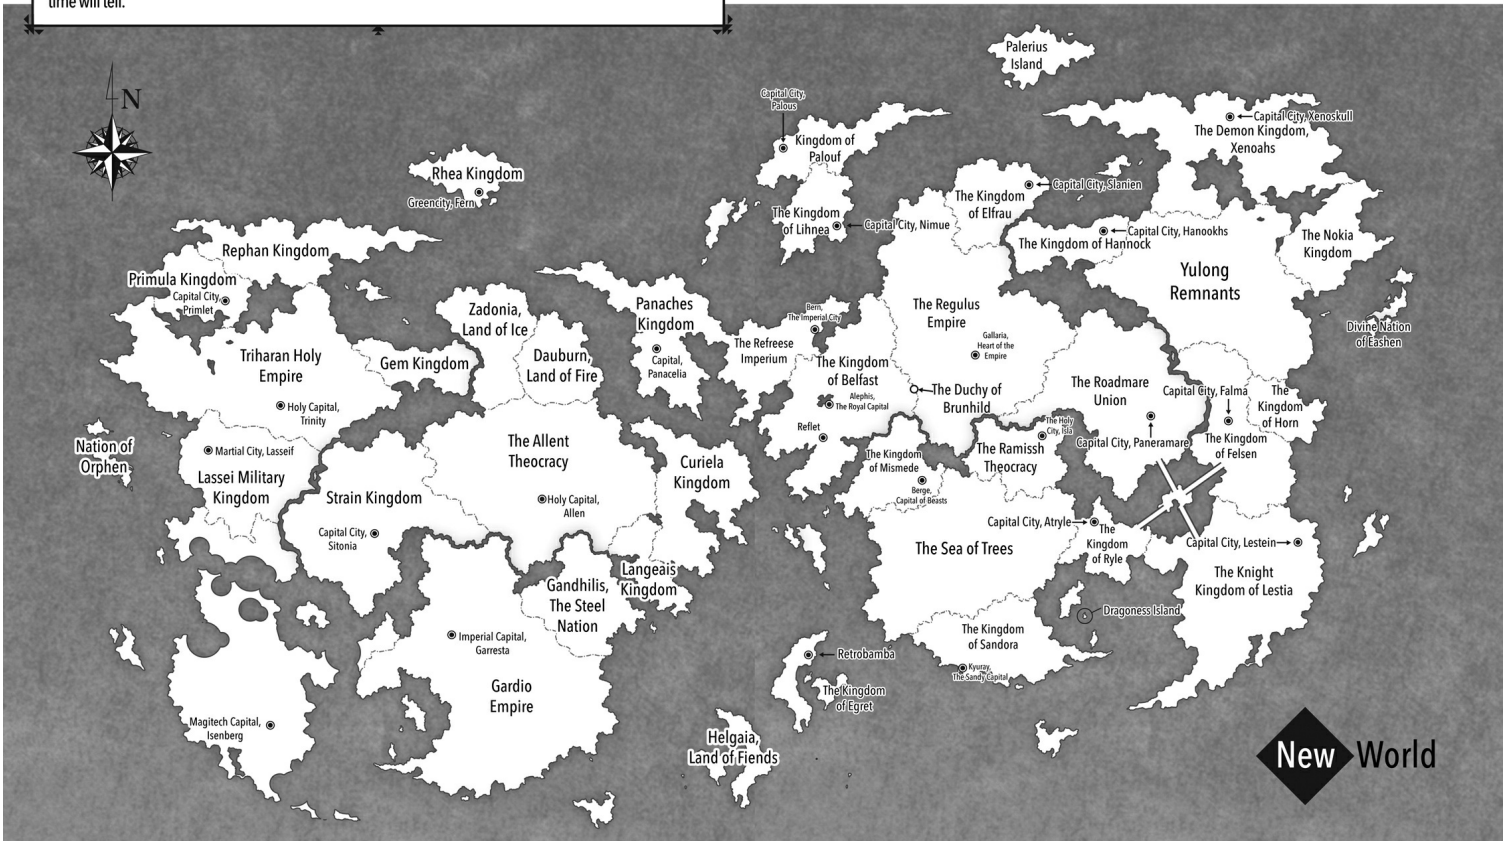 time will tell.
N
Palerius
Island
Capital City,
Palous
Kingdom of
Palouf
Capital City, Xenoskull
The Demon Kingdom,
Xenoahs
Rhea Kingdom
Greencity, Fern
The Kingdom
of Elfrau
Capital City, Slanien
The Kingdom
of Lihnea
Capital City, Nimue
Capital City, Hanookhs
The Kingdom of Hannock
The Nokia
Kingdom
Rephan Kingdom
Primula Kingdom
Capital City,
Primlet
Yulong
Remnants
Zadonia,
Land of Ice
Panaches
Kingdom
Capital,
Panacelia
Bern,
The Imperial City
The Refreese
Imperium
The Regulus
Empire
Gallaria,
Heart of the
Empire
Divine Nation
of Eashen
Triharan Holy
Empire
Holy Capital,
Trinity
Gem Kingdom
Dauburn,
Land of Fire
The Kingdom
of Belfast
Alephis,
The Royal Capital
Reflet
The Duchy of
Brunhild
The Roadmare
Union
Capital City, Paneramare
Capital City, Falma
The Kingdom
of Felsen
The
Kingdom
of Horn
Nation of
Orphen
Martial City, Lasseif
Lassei Military
Kingdom
The Allent
Theocracy
Holy Capital,
Allen
Curiela
Kingdom
The Kingdom
of Mismede
Berge,
Capital of Beasts
The Holy
City, Isla
The Ramissh
Theocracy
Strain Kingdom
Capital City,
Sitonia
Capital City, Atryle
The
Kingdom
of Ryle
The Sea of Trees
Capital City, Lestein
The Knight
Kingdom of Lestia
Langeais
Kingdom
Gandhilis,
The Steel
Nation
Dragoness Island
Imperial Capital,
Garresta
Gardio
Empire
Retrobamba
The Kingdom
of Egret
The Kingdom
of Sandora
Kyuray,
The Sandy Capital
Magitech Capital,
Isenberg
Helgaia,
Land of Fiends
New World